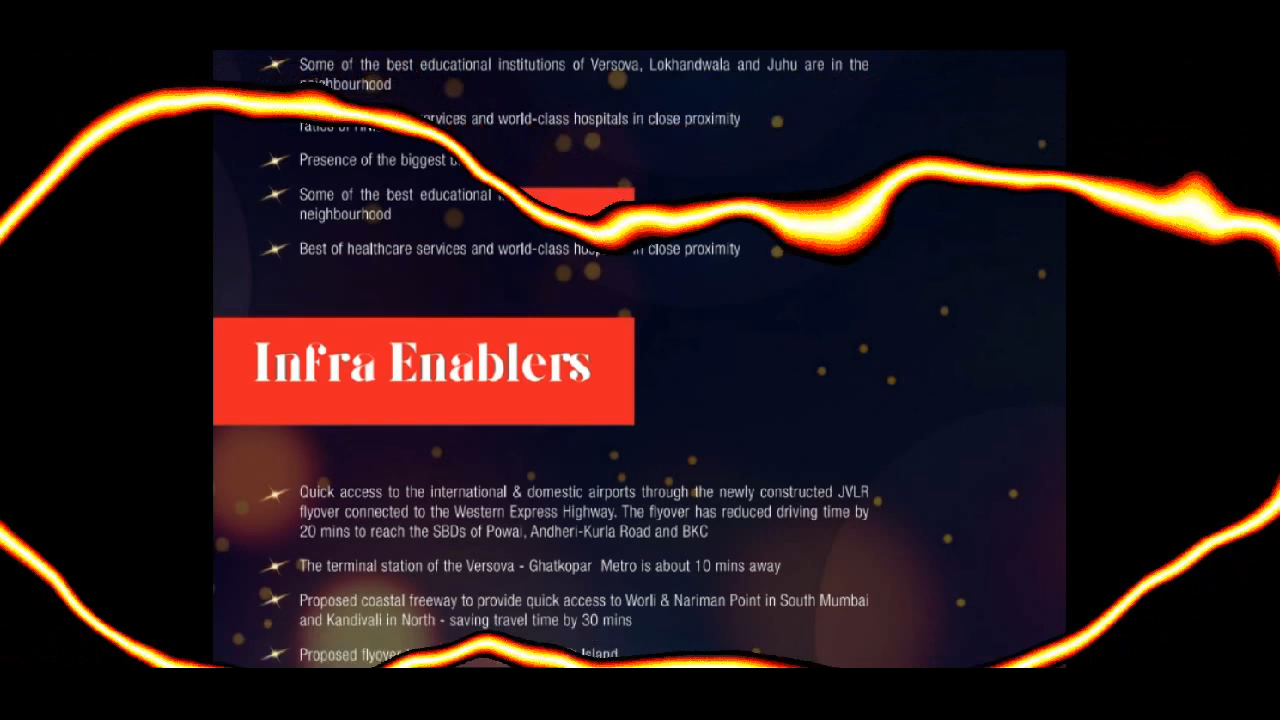 Some of the best educational institutions of Versova, Lokhandwala and Juhu are in the
neighbourhood
services and world-class hospitals in close proximity
Presence of the biggest
Some of the best educational
neighbourhood
Best of healthcare services and world-class in close proximity
Infra Enablers
Quick access to the international & domestic airports through the newly constructed JVLR
flyover connected to the Western Express Highway. The flyover has reduced driving time by
20 mins to reach the SBDs of Powai, Andheri-Kurla Road and BKC
The terminal station of the Versova - Ghatkopar Metro is about 10 mins away
Proposed coastal freeway to provide quick access to Worli & Nariman Point in South Mumbai
and Kandivali in North - saving travel time by 30 mins
Proposed flyover Island